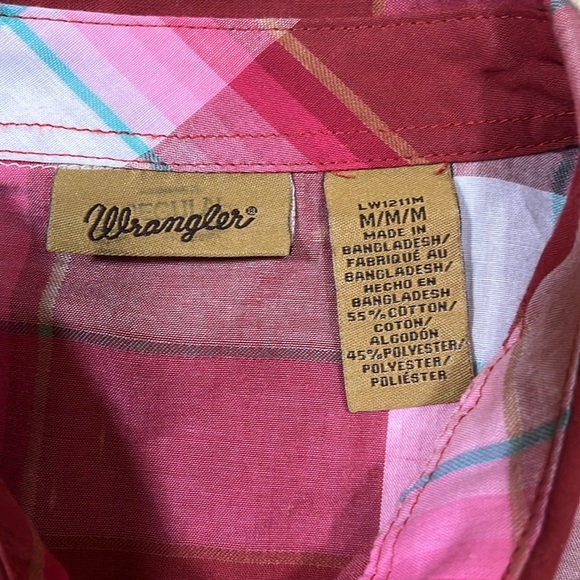 Wrangler®
LW1211M
M/M/M
MADE IN
BANGLADESH/
FABRIQUÉ AU
BANGLADESH/
HECHO EN
BANGLADESH
55%COTTON/
COTON/
ALGODÓN
45%POLYESTER/
POLYESTER/
POLIÉSTER